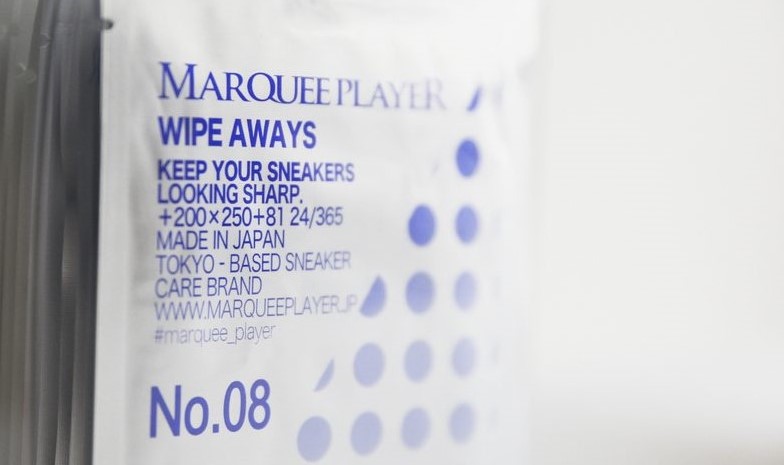 MARQUEE PLAYER
WIPE AWAYS
KEEP YOUR SNEAKERS
LOOKING SHARP.
+200×250+81 24/365
MADE IN JAPAN
TOKYO - BASED SNEAKER
CARE BRAND
WWW.MARQUEEPLAYER.JP
#marquee_player
No.08